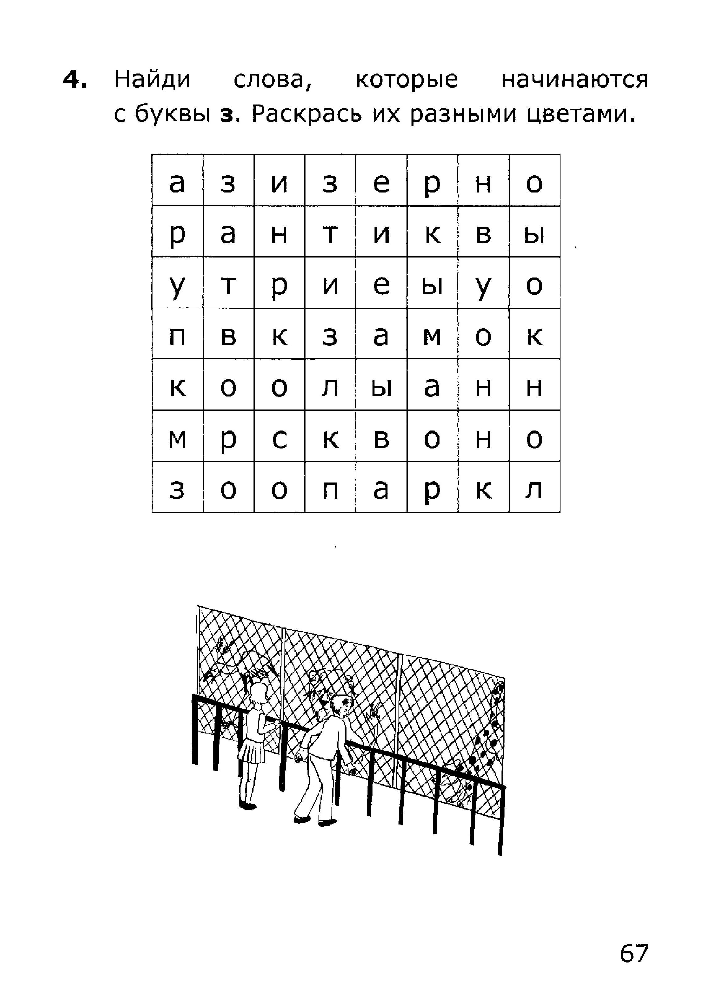 4. Найди слова, которые начинаются
с буквы з. Раскрась их разными цветами.
а з и з е р н о
р а н т и к в ы
у т р и е ы у о
п в к з а м о к
к о о л ы а н н
м р с к в о н о
з о о п а р к л
67